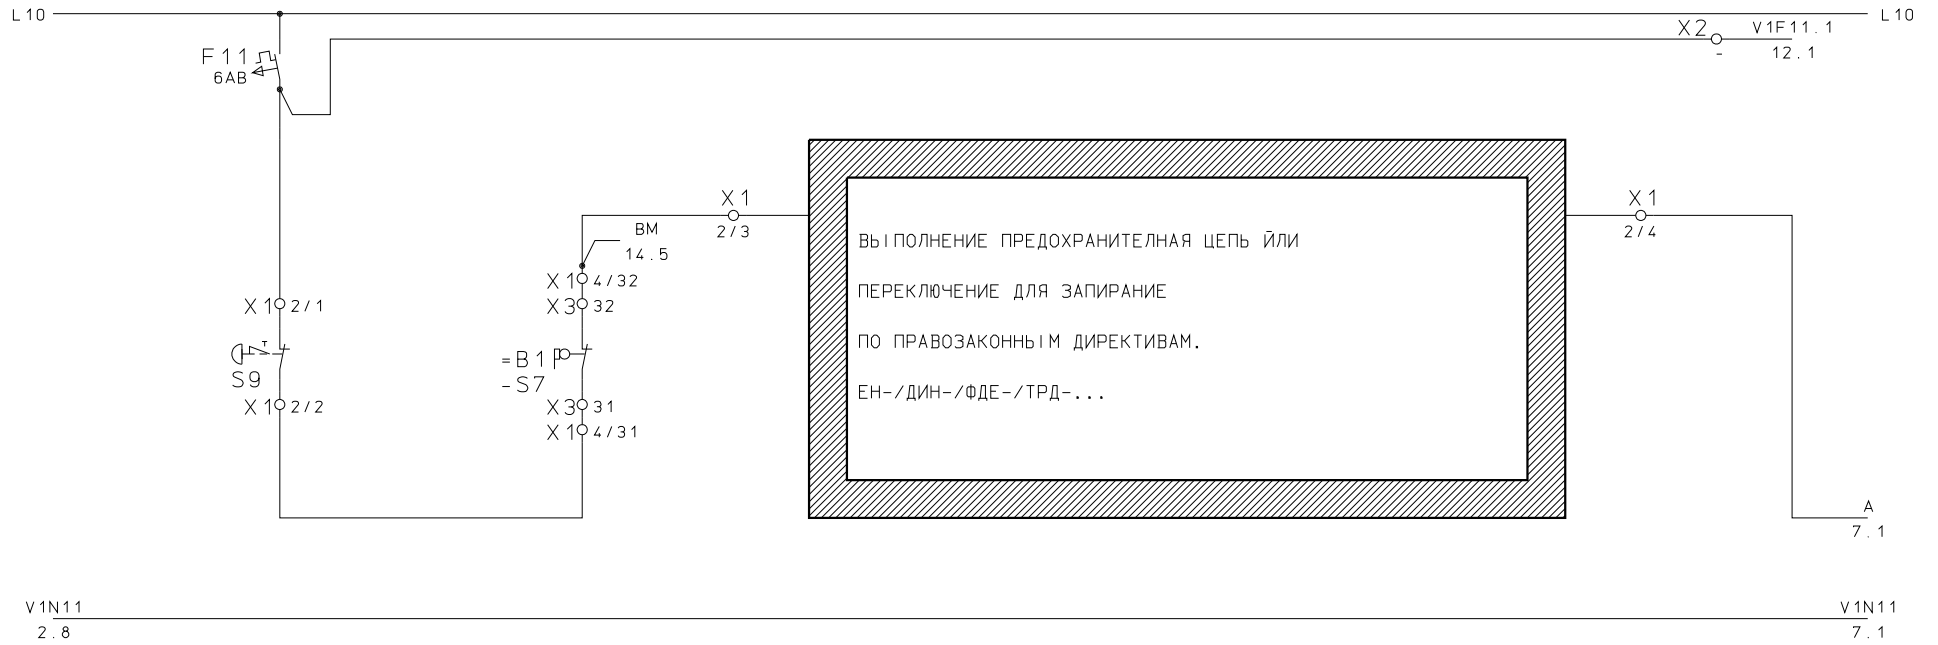 L10
L10
X2
V1F11.1
-
12.1
F11
6AB
X1
2/3
X1
2/4
BM
14.5
ВЫПОЛНЕНИЕ ПРЕДОХРАНИТЕЛНАЯ ЦЕПЬ ЙЛИ
ПЕРЕКЛЮЧЕНИЕ ДЛЯ ЗАПИРАНИЕ
ПО ПРАВОЗАКОННЫМ ДИРЕКТИВАМ.
ЕН-/ДИН-/ФДЕ-/ТРД-...
X1 4/32
X1 2/1
X3 32
S9
=B1
-S7
X1 2/2
X3 31
X1 4/31
A
7.1
V1N11
2.8
V1N11
7.1